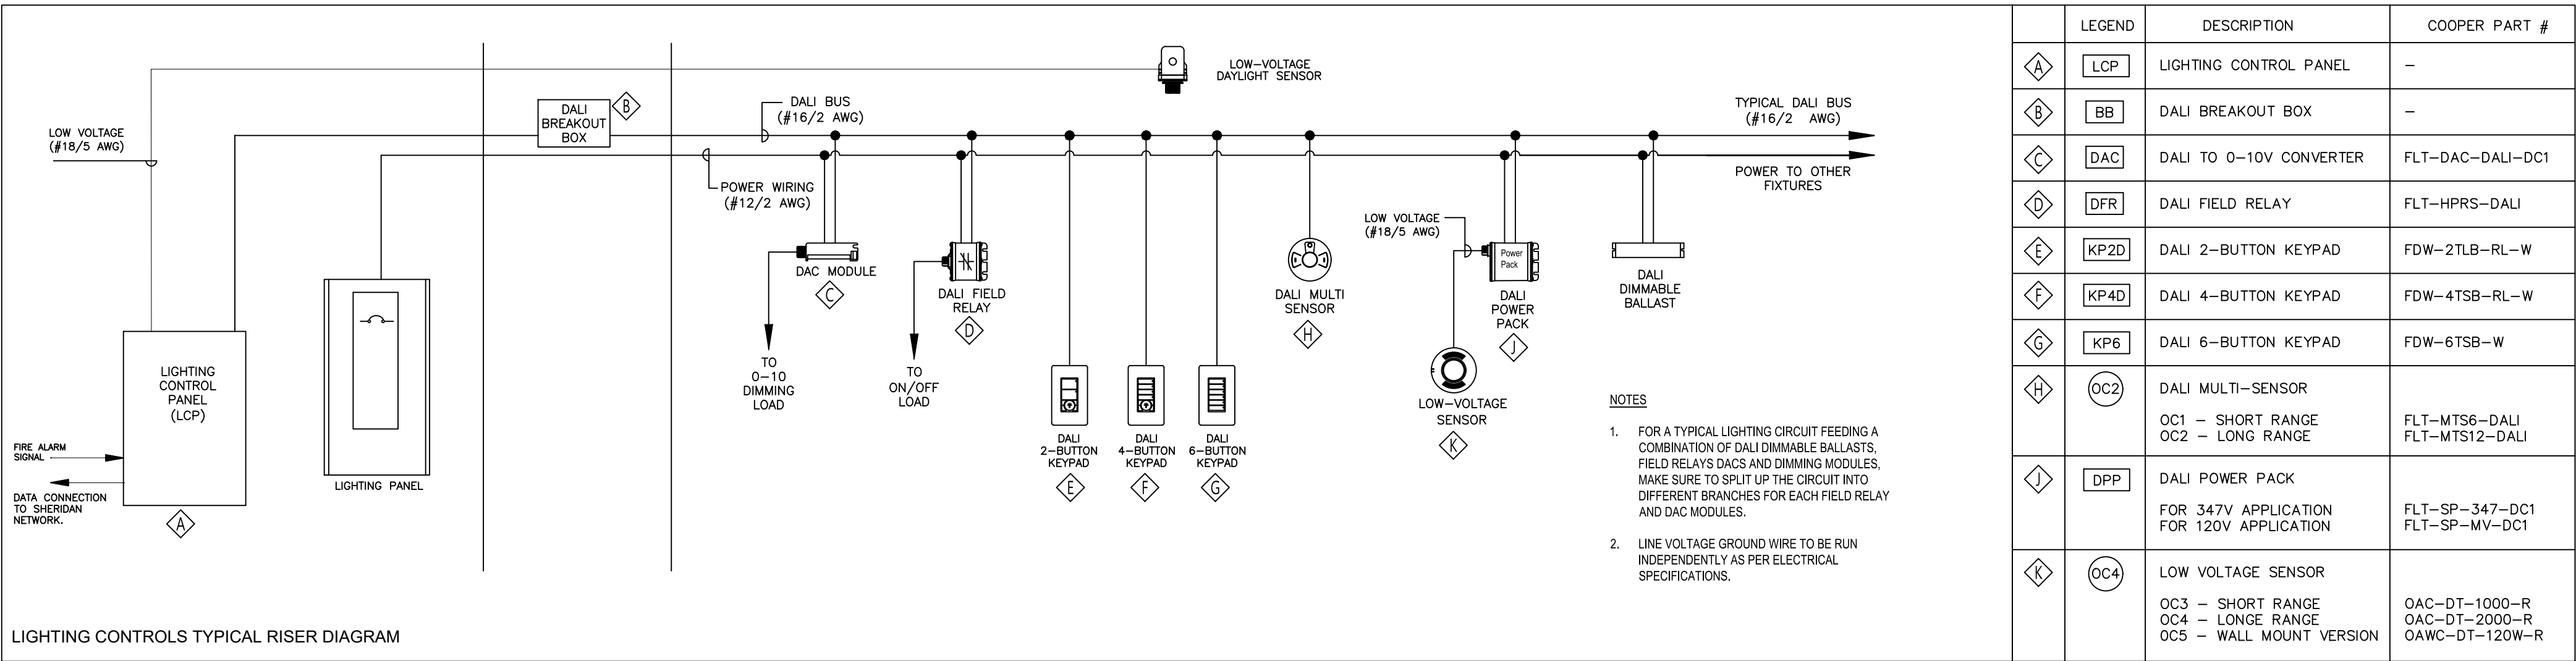 LOW VOLTAGE
(#18/5 AWG)
LIGHTING
CONTROL
PANEL
(LCP)
FIRE ALARM
SIGNAL
DATA CONNECTION
TO SHERIDAN
NETWORK.
A
LIGHTING PANEL
DALI
BREAKOUT
BOX
B
LOW-VOLTAGE
DAYLIGHT SENSOR
DALI BUS
(#16/2 AWG)
POWER WIRING
(#12/2 AWG)
TYPICAL DALI BUS
(#16/2 AWG)
POWER TO OTHER
FIXTURES
DAC MODULE
C
TO
0-10
DIMMING
LOAD
DALI FIELD
RELAY
D
TO
ON/OFF
LOAD
DALI
2-BUTTON
KEYPAD
E
DALI
4-BUTTON
KEYPAD
F
DALI
6-BUTTON
KEYPAD
G
DALI MULTI
SENSOR
H
LOW VOLTAGE
(#18/5 AWG)
Power
Pack
DALI
POWER
PACK
J
LOW-VOLTAGE
SENSOR
K
DALI
DIMMABLE
BALLAST
NOTES
1. FOR A TYPICAL LIGHTING CIRCUIT FEEDING A
COMBINATION OF DALI DIMMABLE BALLASTS,
FIELD RELAYS DACS AND DIMMING MODULES,
MAKE SURE TO SPLIT UP THE CIRCUIT INTO
DIFFERENT BRANCHES FOR EACH FIELD RELAY
AND DAC MODULES.
2. LINE VOLTAGE GROUND WIRE TO BE RUN
INDEPENDENTLY AS PER ELECTRICAL
SPECIFICATIONS.
LIGHTING CONTROLS TYPICAL RISER DIAGRAM
LEGEND DESCRIPTION COOPER PART #
A LCP LIGHTING CONTROL PANEL -
B BB DALI BREAKOUT BOX -
C DAC DALI TO 0-10V CONVERTER FLT-DAC-DALI-DC1
D DFR DALI FIELD RELAY FLT-HPRS-DALI
E KP2D DALI 2-BUTTON KEYPAD FDW-2TLB-RL-W
F KP4D DALI 4-BUTTON KEYPAD FDW-4TSB-RL-W
G KP6 DALI 6-BUTTON KEYPAD FDW-6TSB-W
H OC2 DALI MULTI-SENSOR
OC1 - SHORT RANGE FLT-MTS6-DALI
OC2 - LONG RANGE FLT-MTS12-DALI
J DPP DALI POWER PACK
FOR 347V APPLICATION FLT-SP-347-DC1
FOR 120V APPLICATION FLT-SP-MV-DC1
K OC4 LOW VOLTAGE SENSOR
OC3 - SHORT RANGE OAC-DT-1000-R
OC4 - LONGE RANGE OAC-DT-2000-R
OC5 - WALL MOUNT VERSION OAWC-DT-120W-R